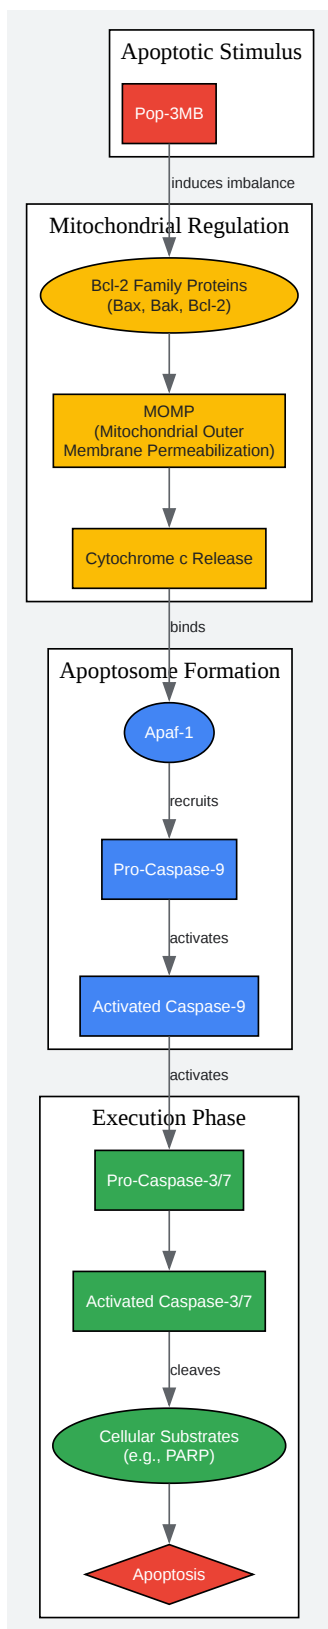 Apoptotic Stimulus
Pop-3MB
induces imbalance
Mitochondrial Regulation
Bcl-2 Family Proteins
(Bax, Bak, Bcl-2)
MOMP
(Mitochondrial Outer
Membrane Permeabilization)
Cytochrome c Release
binds
Apoptosome Formation
Apaf-1
recruits
Pro-Caspase-9
activates
Activated Caspase-9
activates
Execution Phase
Pro-Caspase-3/7
Activated Caspase-3/7
cleaves
Cellular Substrates
(e.g., PARP)
Apoptosis